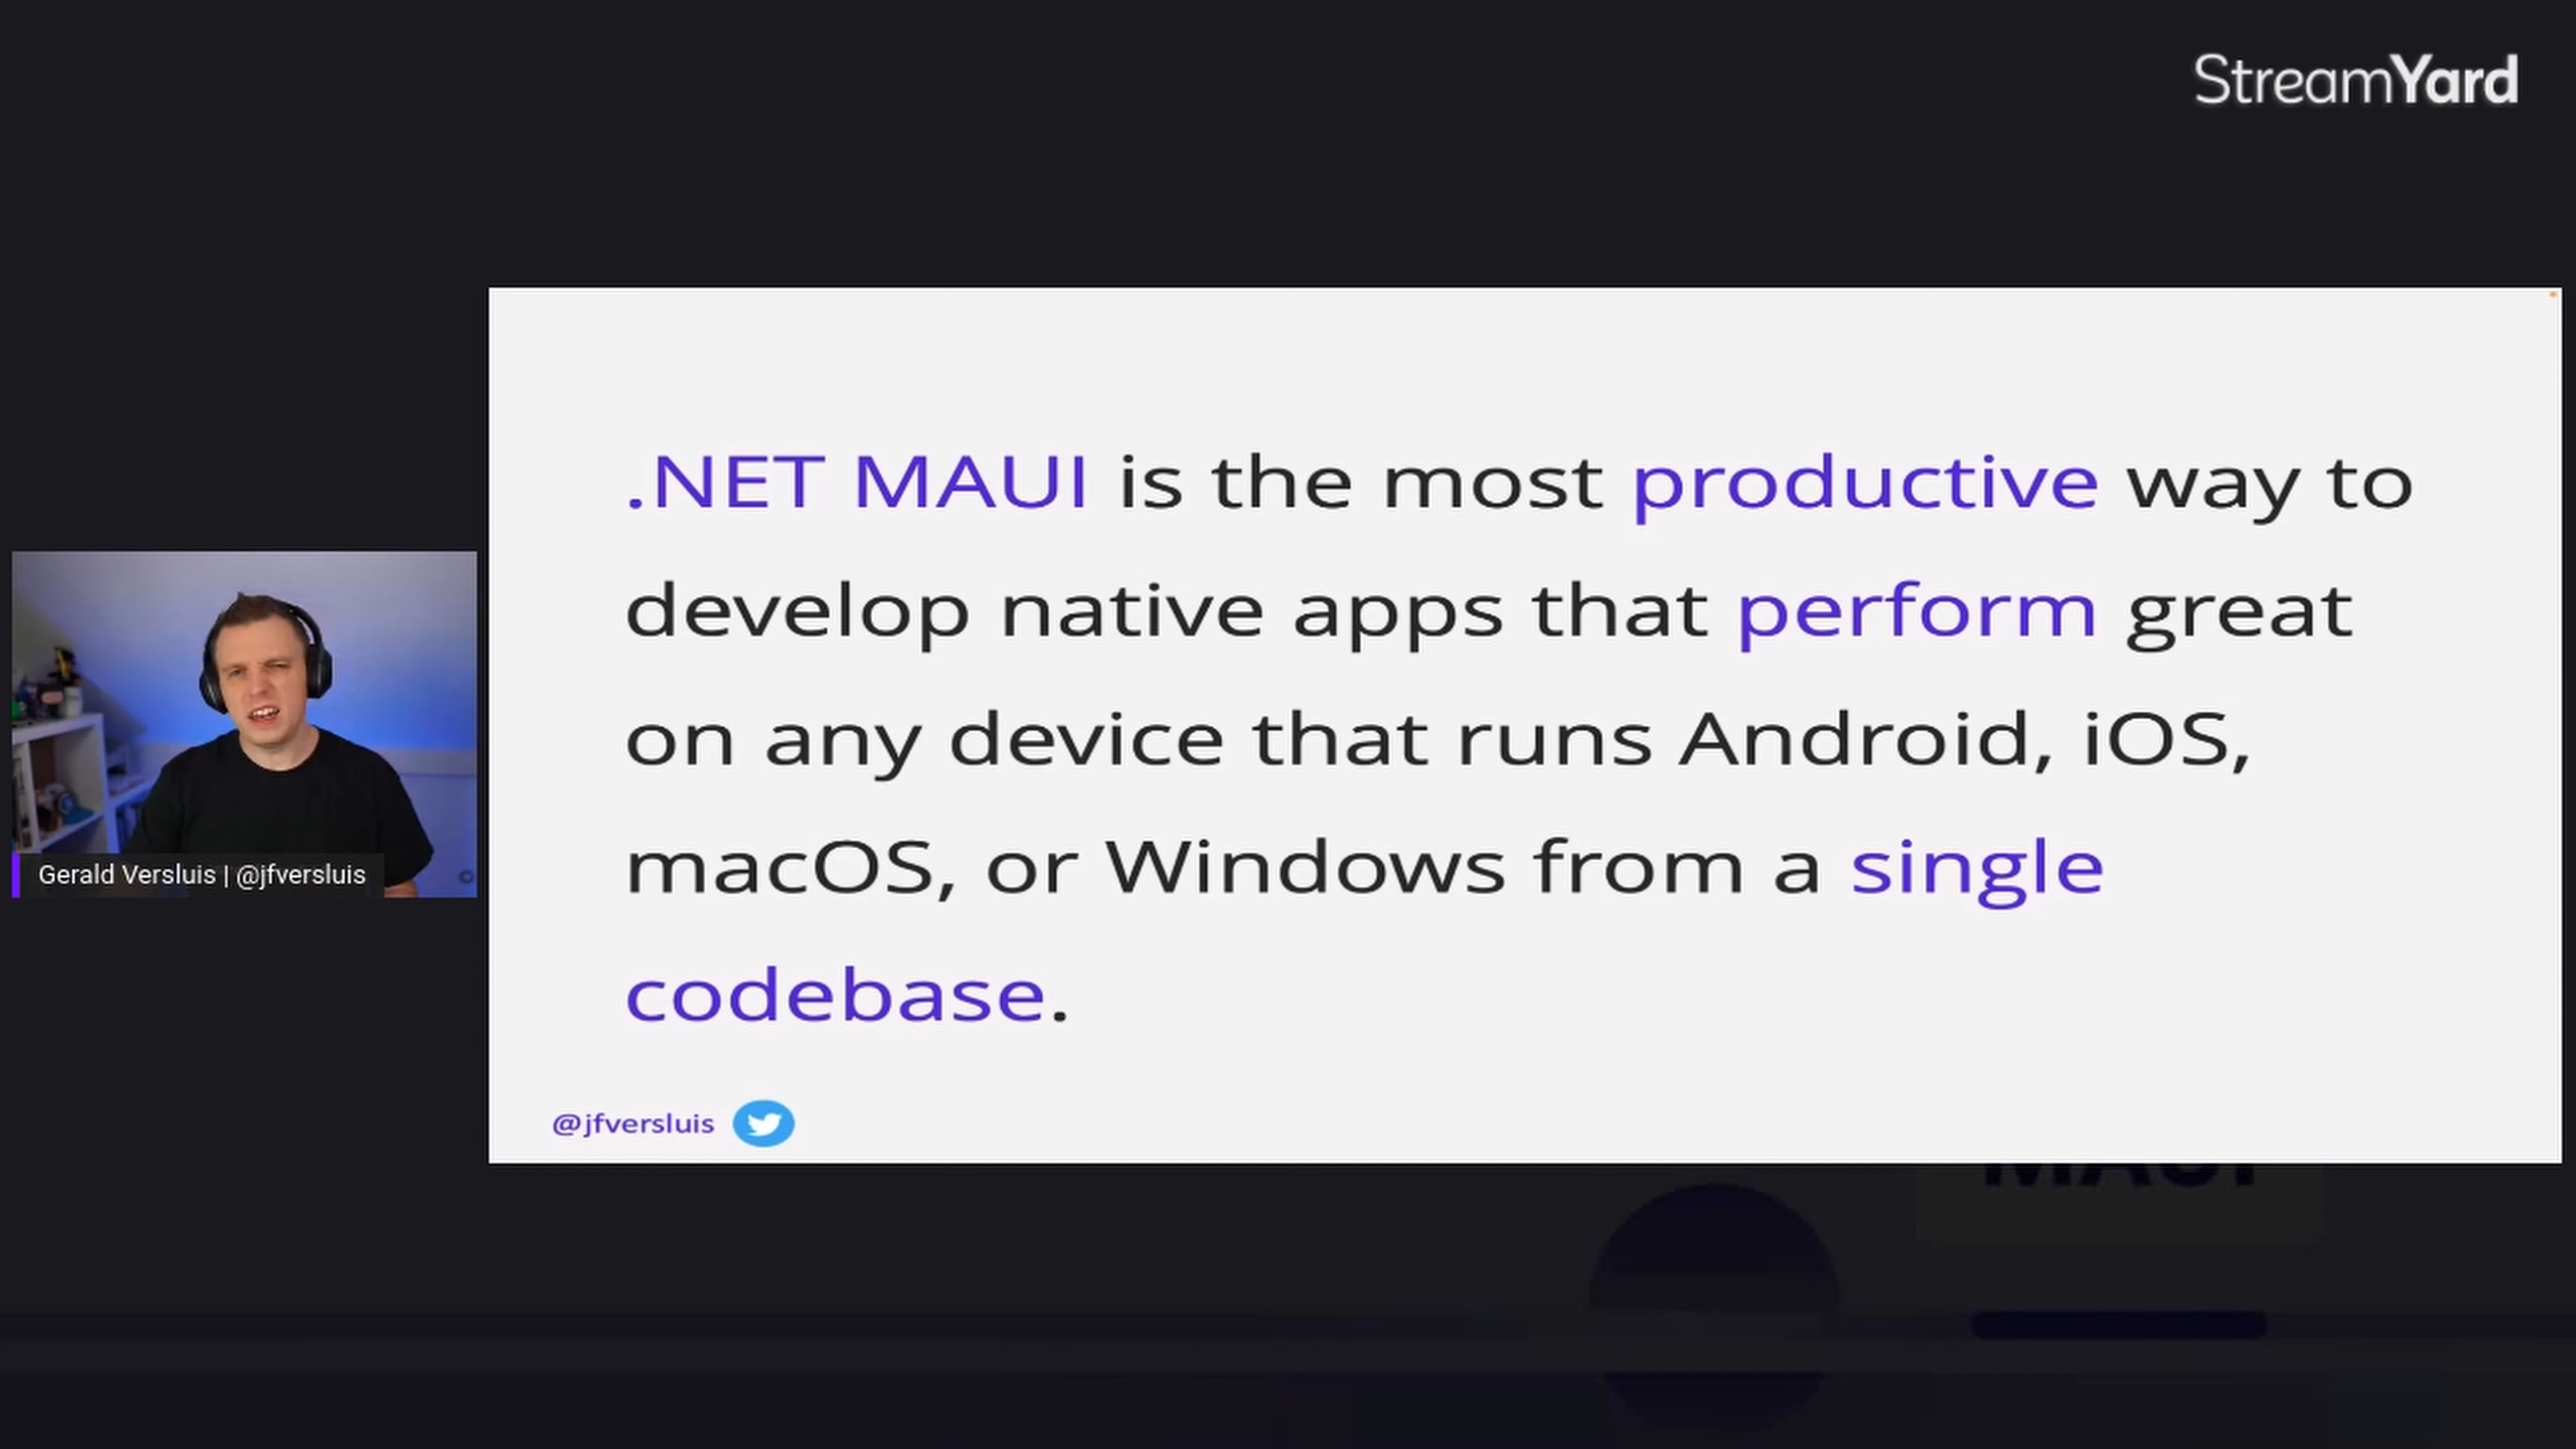 StreamYard
.NET MAUI is the most productive way to
develop native apps that perform great
on any device that runs Android, iOS,
macOS, or Windows from a single
codebase.
@jfversluis
Gerald Versluis | @jfversluis
MAUI